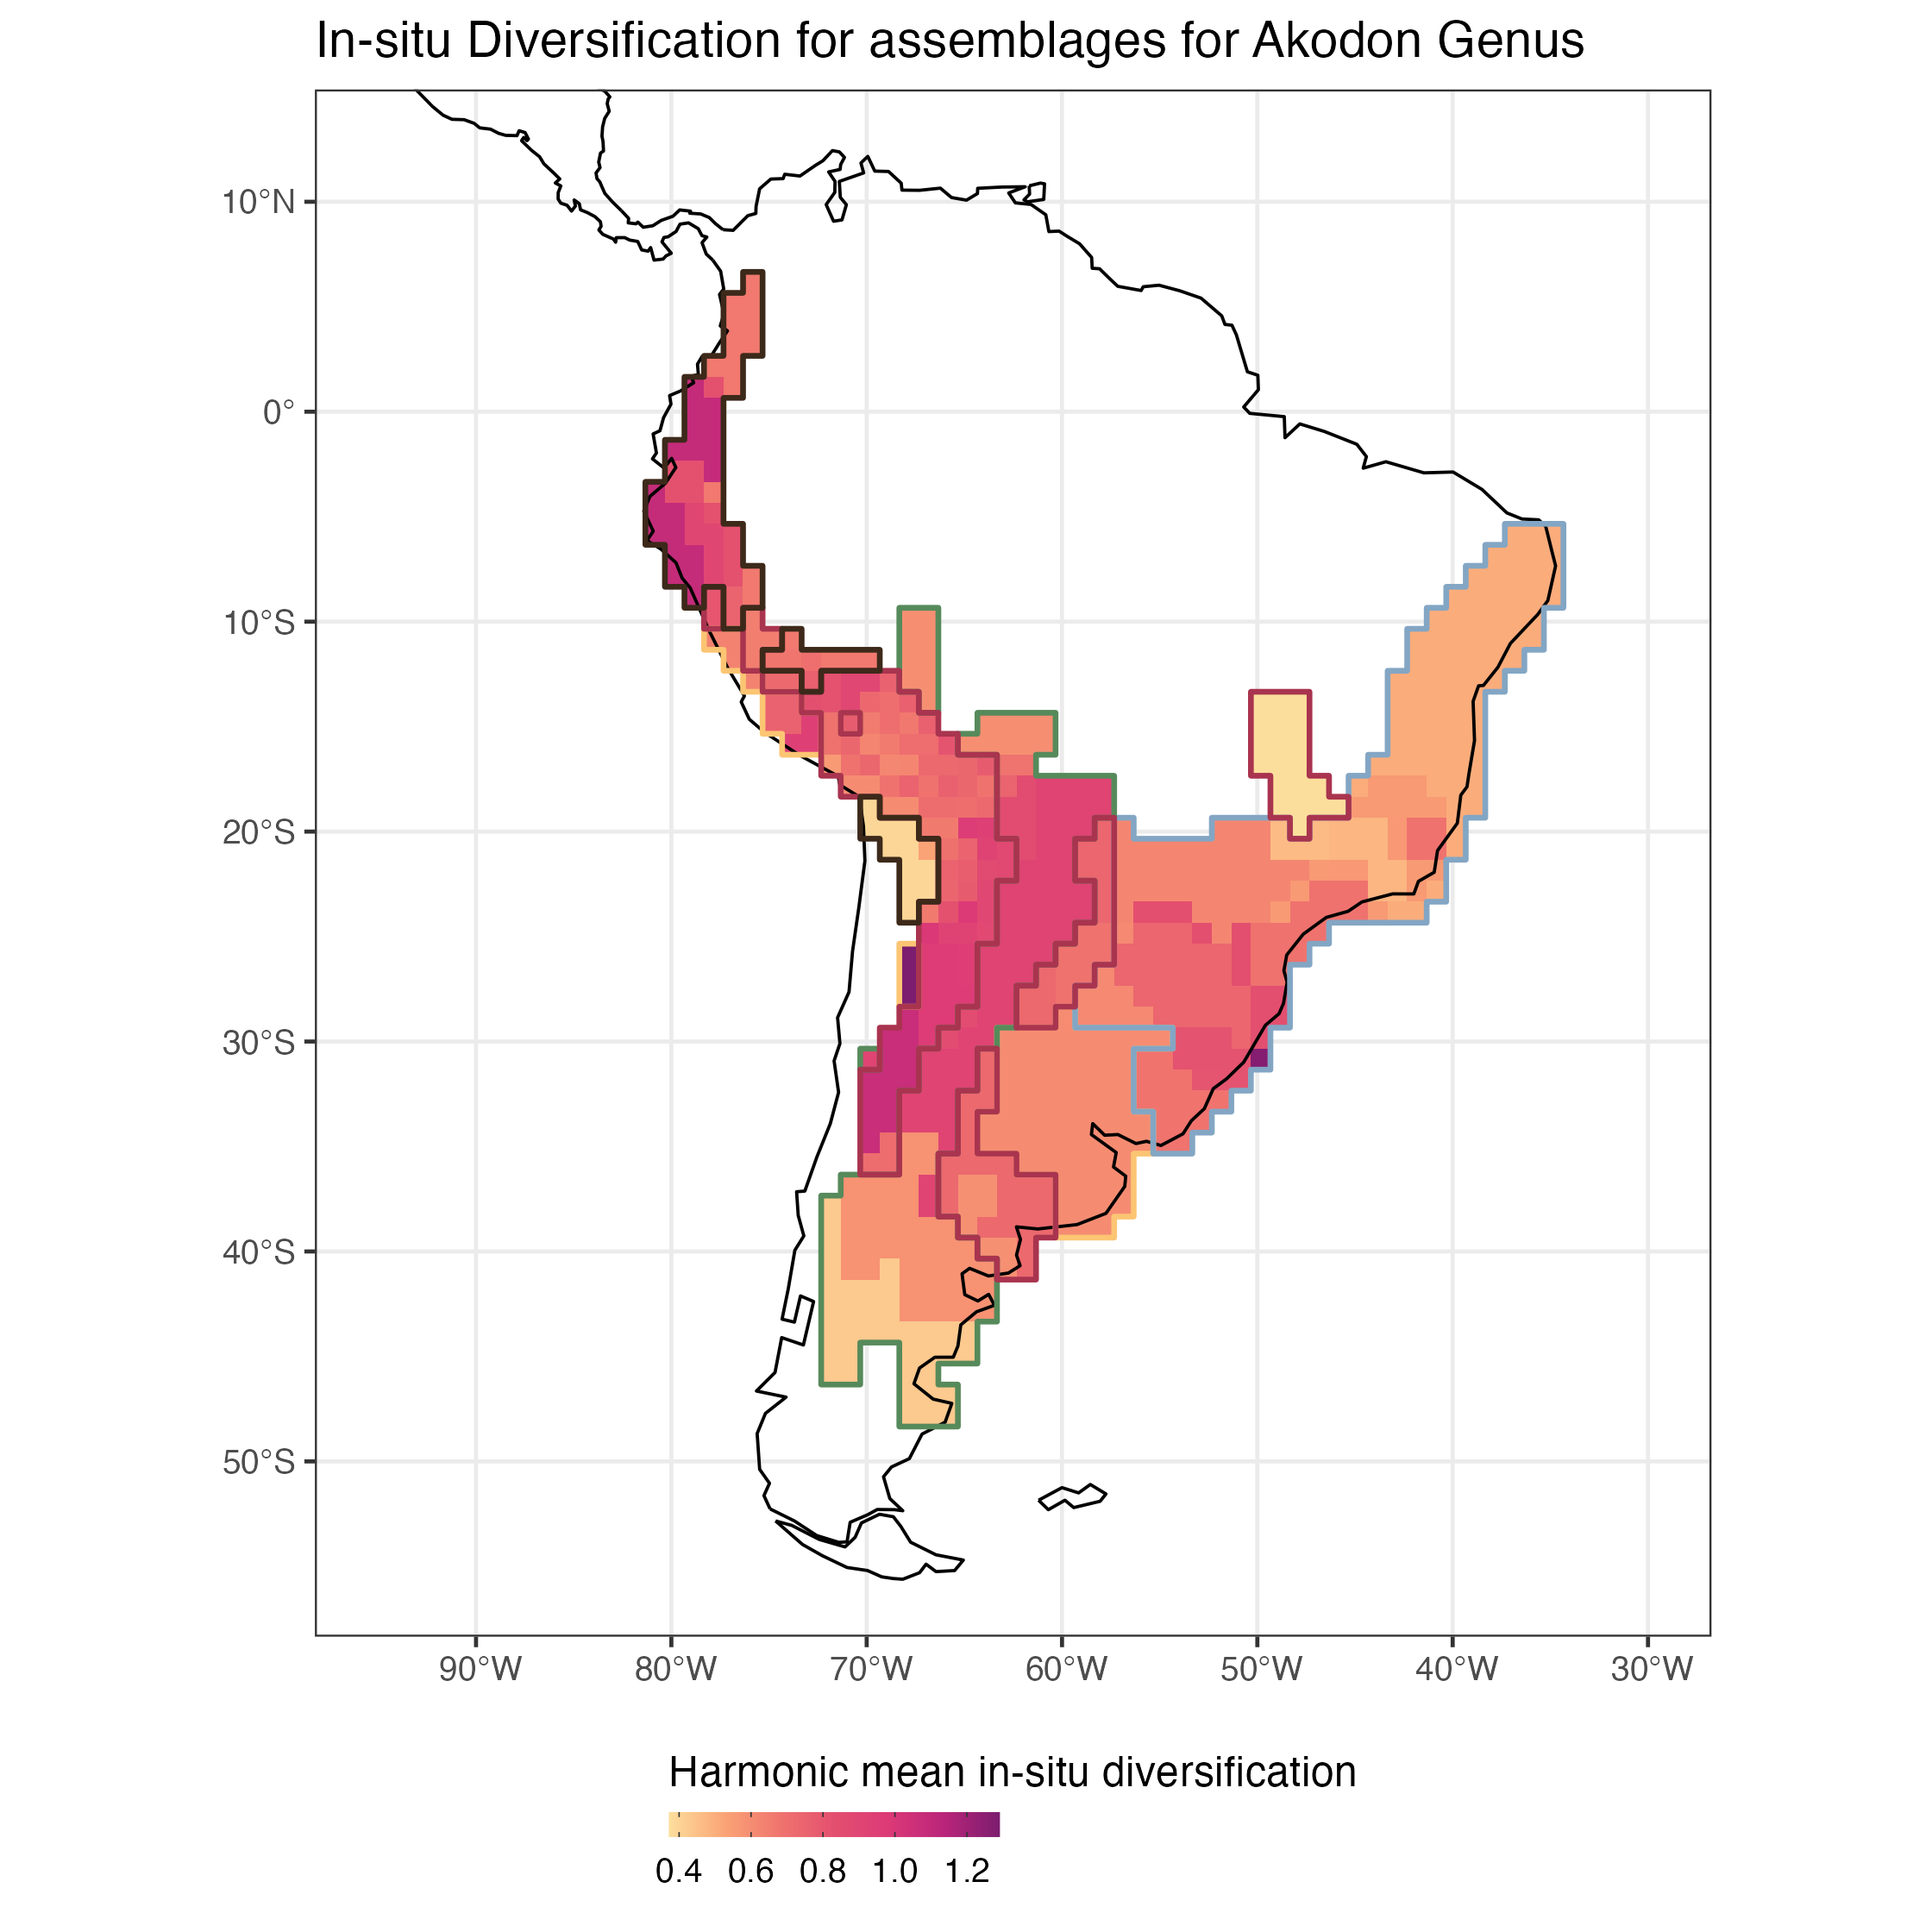 In-situ Diversification for assemblages for Akodon Genus
10°N
0°
10°S
20°S
30°S
40°S
50°S
90°W 80°W 70°W 60°W 50°W 40°W 30°W
Harmonic mean in-situ diversification
0.4 0.6 0.8 1.0 1.2